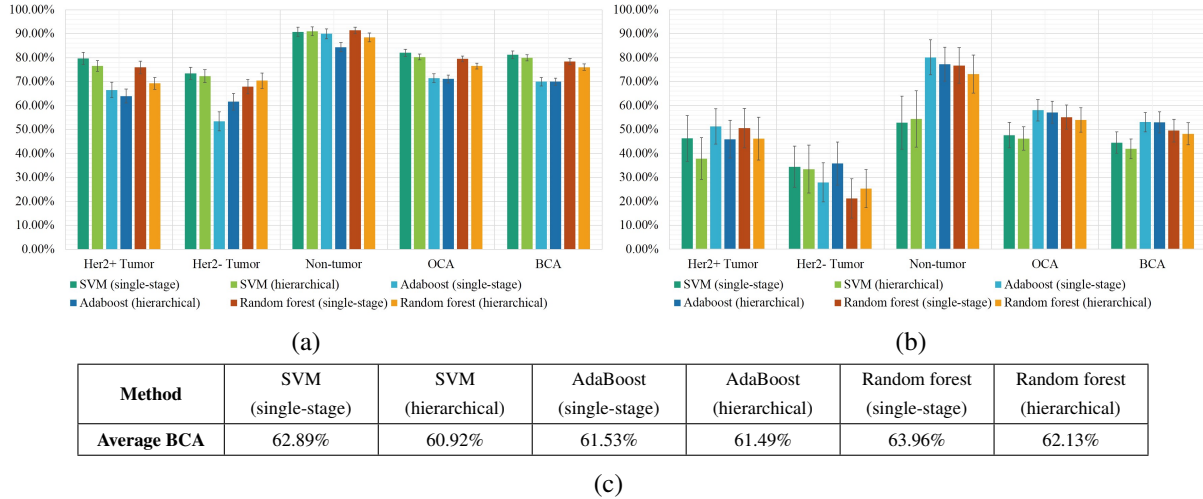 100.00%
90.00%
80.00%
70.00%
60.00%
50.00%
40.00%
30.00%
20.00%
10.00%
0.00%
Her2+ Tumor Her2- Tumor Non-tumor OCA BCA
SVM (single-stage) SVM (hierarchical) Adaboost (single-stage)
Adaboost (hierarchical) Random forest (single-stage) Random forest (hierarchical)
(a)
100.00%
90.00%
80.00%
70.00%
60.00%
50.00%
40.00%
30.00%
20.00%
10.00%
0.00%
Her2+ Tumor Her2- Tumor Non-tumor OCA BCA
SVM (single-stage) SVM (hierarchical) Adaboost (single-stage)
Adaboost (hierarchical) Random forest (single-stage) Random forest (hierarchical)
(b)
Method SVM (single-stage) SVM (hierarchical) AdaBoost (single-stage) AdaBoost (hierarchical) Random forest (single-stage) Random forest (hierarchical)
Average BCA 62.89% 60.92% 61.53% 61.49% 63.96% 62.13%
(c)